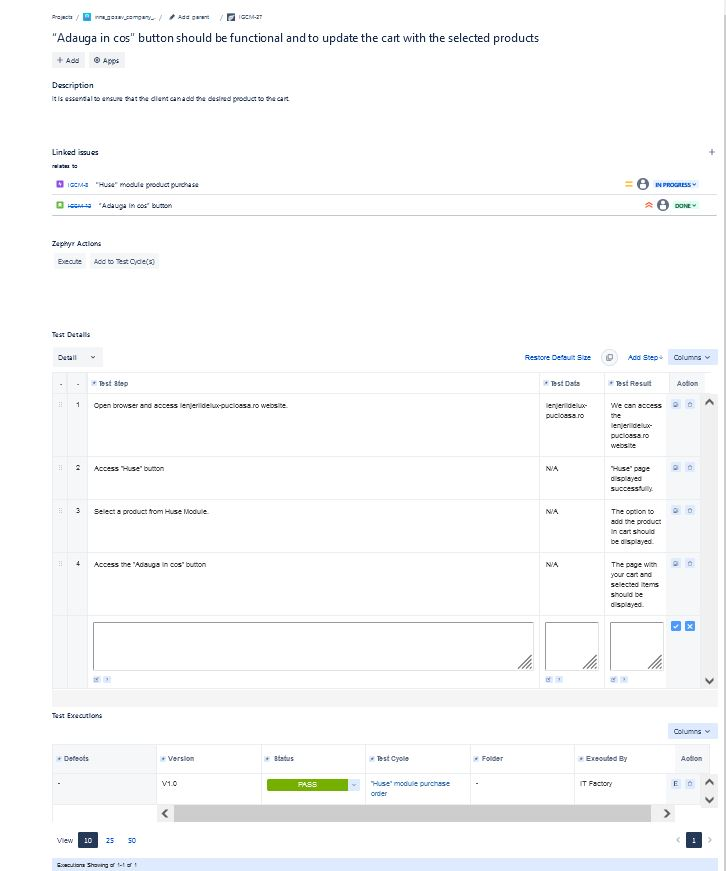 Projects / irina_gozav_company_.. / Add parent / IGCM-27
"Adauga in cos" button should be functional and to update the cart with the selected products
+ Add Apps
Description
It is essential to ensure that the client can add the desired product to the cart.
Linked issues +
relates to
IGCM-8 "Huse" module product purchase IN PROGRESS
IGCM-13 "Adauga in cos" button DONE
Zephyr Actions
Execute Add to Test Cycle(s)
Test Details
Detail Restore Default Size Add Step Columns
- - Test Step Test Data Test Result Action
1 Open browser and access lenjeriidelux-pucioasa.ro website. lenjeriidelux- We can access
pucioasa.ro the
lenjeriidelux-
pucioasa.ro
website
2 Access "Huse" button N/A "Huse" page
displayed
successfully.
3 Select a product from Huse Module. N/A The option to
add the product
in cart should
be displayed.
4 Access the "Adauga in cos" button N/A The page with
your cart and
selected items
should be
displayed.
Test Executions
Columns
Defects Version Status Test Cycle Folder Executed By Action
- V1.0 PASS "Huse" module purchase - IT Factory E
order
View 10 25 50 < 1 >
Executions Showing of 1-1 of 1